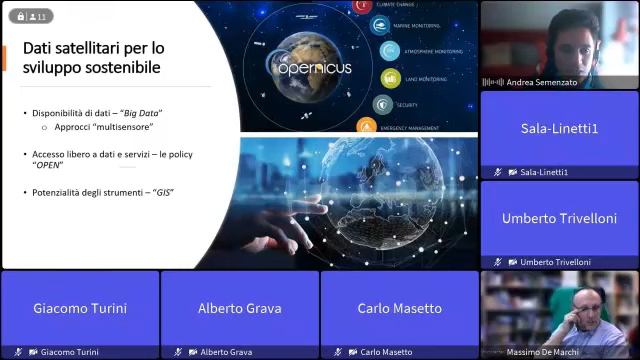 11
Dati satellitari per lo
sviluppo sostenibile
• Disponibilità di dati – “Big Data”
o Approcci “multisensore”
• Accesso libero a dati e servizi – le policy
“OPEN”
• Potenzialità degli strumenti – “GIS”
opernicus
CLIMATE CHANGE
MARINE MONITORING
ATMOSPHERE MONITORING
LAND MONITORING
SECURITY
EMERGENCY MANAGEMENT
Andrea Semenzato
Sala-Linetti1
Sala-Linetti1
Umberto Trivelloni
Umberto Trivelloni
Giacomo Turini
Giacomo Turini
Alberto Grava
Alberto Grava
Carlo Masetto
Carlo Masetto
Massimo De Marchi